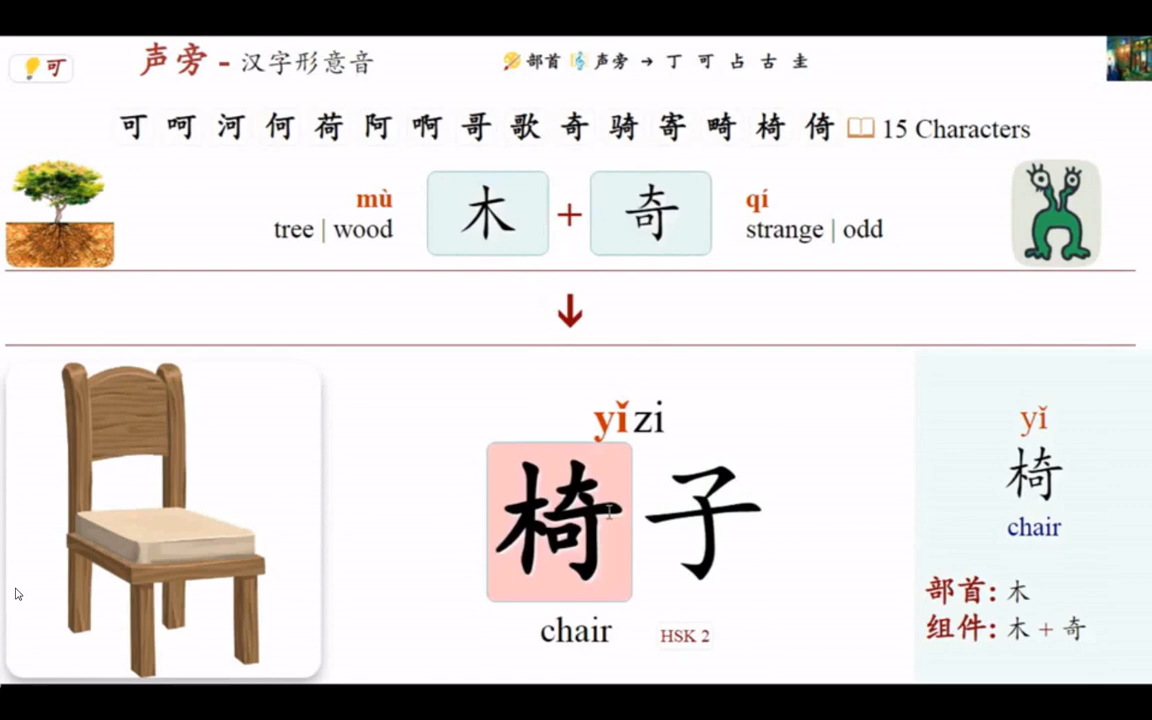 可
声旁 - 汉字形意音
部首 声旁 → 丁 可 占 古 圭
可 呵 河 何 荷 阿 啊 哥 歌 奇 骑 寄 畸 椅 倚 15 Characters
mù
tree | wood
木 + 奇
qí
strange | odd
↓
yǐ zi
椅子
chair
HSK 2
yǐ
椅
chair
部首: 木
组件: 木 + 奇